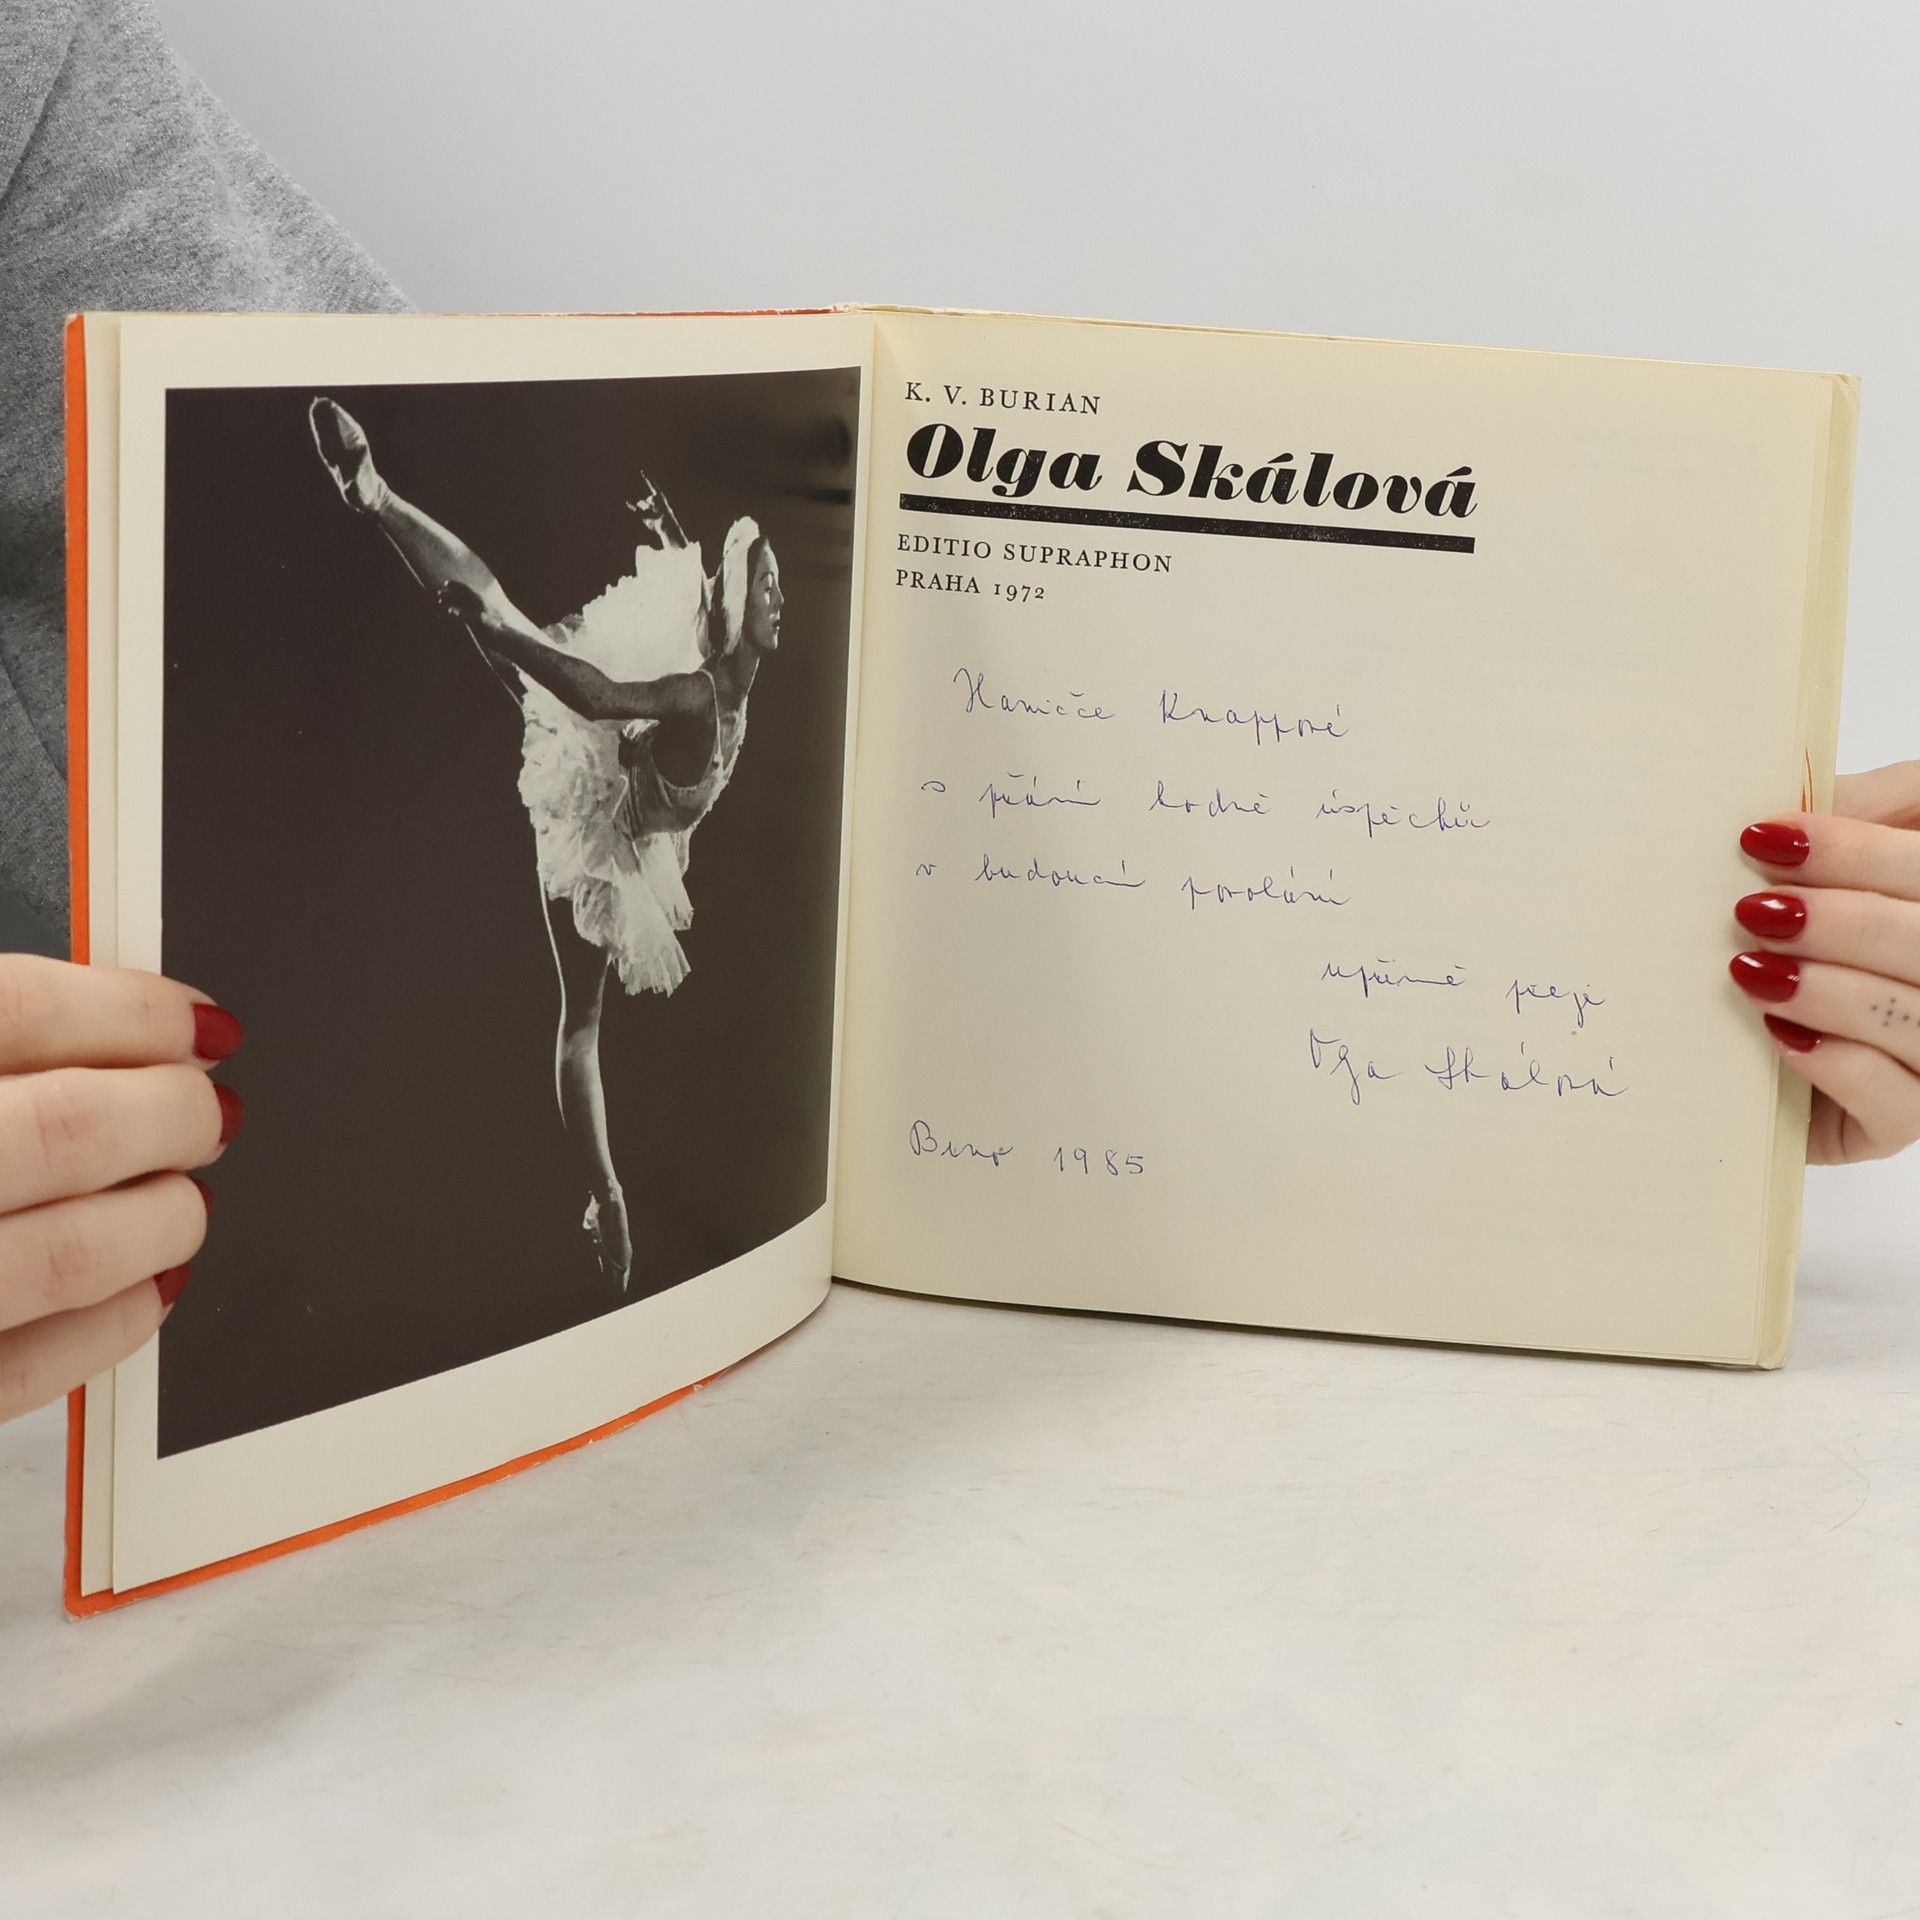 K. V. BURIAN
Olga Skálová
EDITIO SUPRAPHON
PRAHA 1972
Haničce Knappové
s přáním hodně úspěchů
v budoucím povolání
upřímně přeje
Olga Skálová
Brno 1985